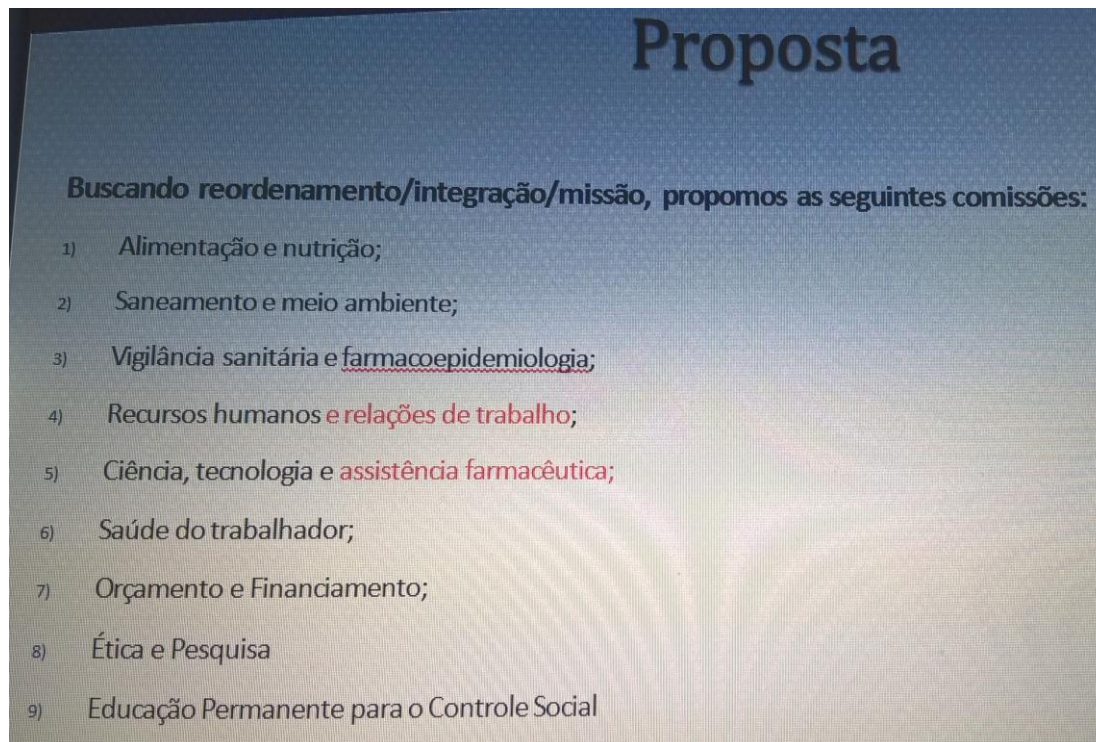 Proposta
Buscando reordenamento/integração/missão, propomos as seguintes comissões:
1) Alimentação e nutrição;
2) Saneamento e meio ambiente;
3) Vigilância sanitária e farmacoepidemiologia;
4) Recursos humanos e relações de trabalho;
5) Ciência, tecnologia e assistência farmacêutica;
6) Saúde do trabalhador;
7) Orçamento e Financiamento;
8) Ética e Pesquisa
9) Educação Permanente para o Controle Social